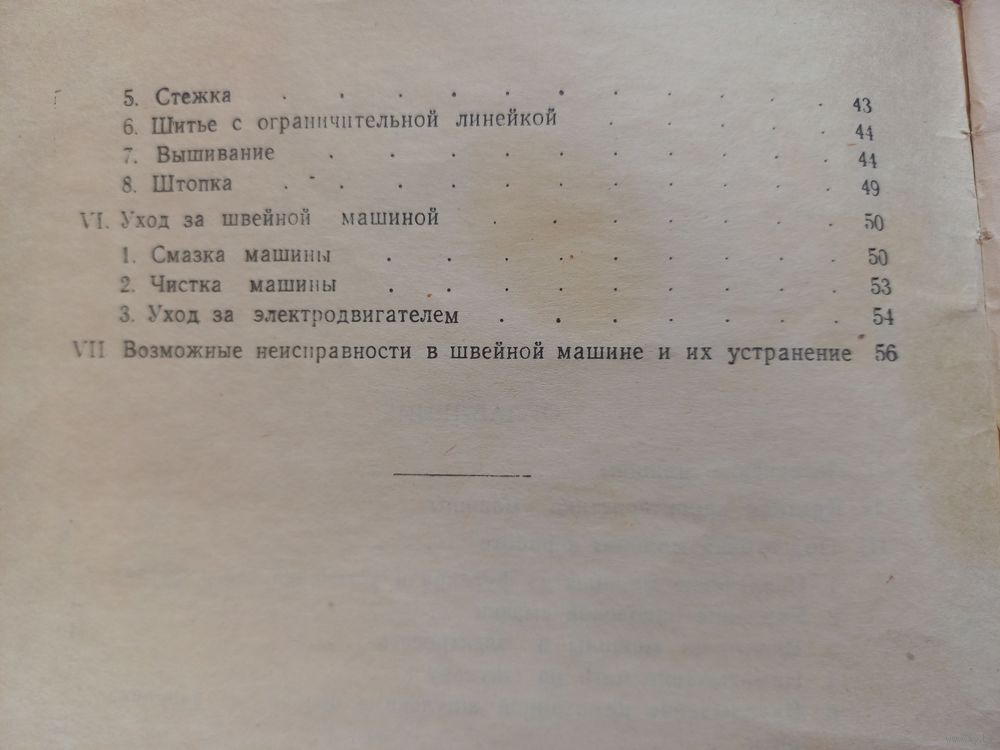 5. Стежка . . . . . . . . . . 43
6. Шитье с ограничительной линейкой . . . . 44
7. Вышивание . . . . . . . . . 44
8. Штопка . . . . . . . . . . 49
VI. Уход за швейной машиной . . . . . . . 50
1. Смазка машины . . . . . . . . 50
2. Чистка машины . . . . . . . . 53
3. Уход за электродвигателем . . . . . . . 54
VII Возможные неисправности в швейной машине и их устранение 56